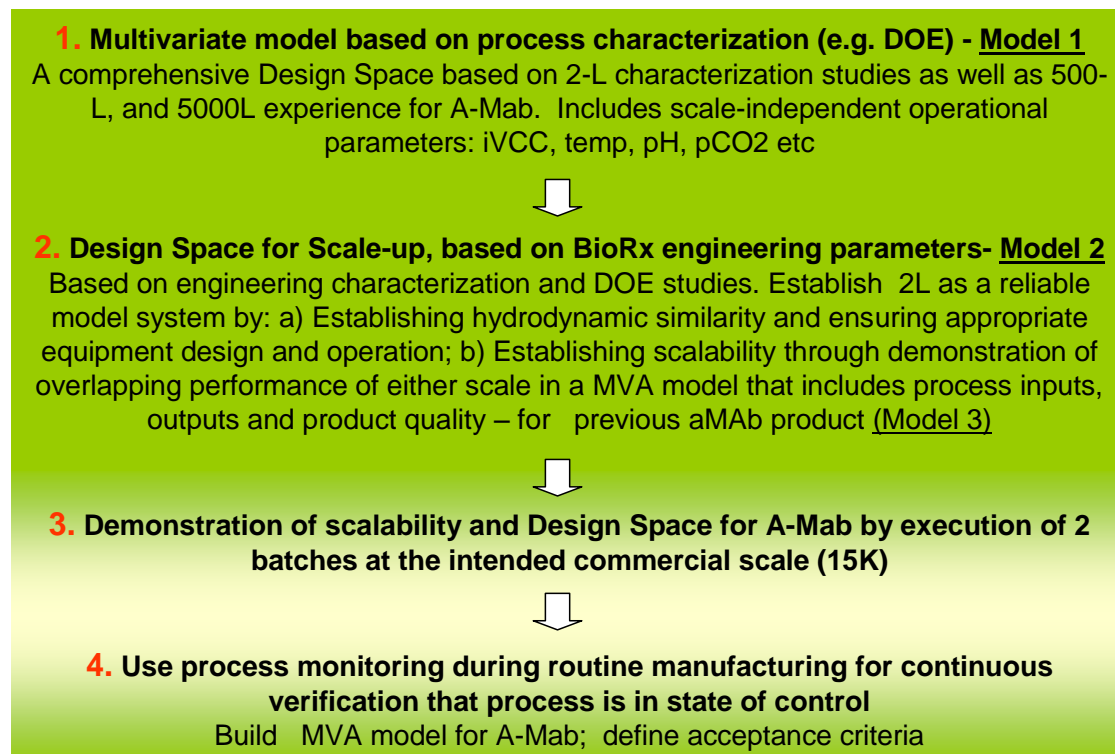 1. Multivariate model based on process characterization (e.g. DOE) - Model 1
A comprehensive Design Space based on 2-L characterization studies as well as 500-
L, and 5000L experience for A-Mab. Includes scale-independent operational
parameters: iVCC, temp, pH, pCO2 etc
2. Design Space for Scale-up, based on BioRx engineering parameters- Model 2
Based on engineering characterization and DOE studies. Establish 2L as a reliable
model system by: a) Establishing hydrodynamic similarity and ensuring appropriate
equipment design and operation; b) Establishing scalability through demonstration of
overlapping performance of either scale in a MVA model that includes process inputs,
outputs and product quality – for previous aMAb product (Model 3)
3. Demonstration of scalability and Design Space for A-Mab by execution of 2
batches at the intended commercial scale (15K)
4. Use process monitoring during routine manufacturing for continuous
verification that process is in state of control
Build MVA model for A-Mab; define acceptance criteria